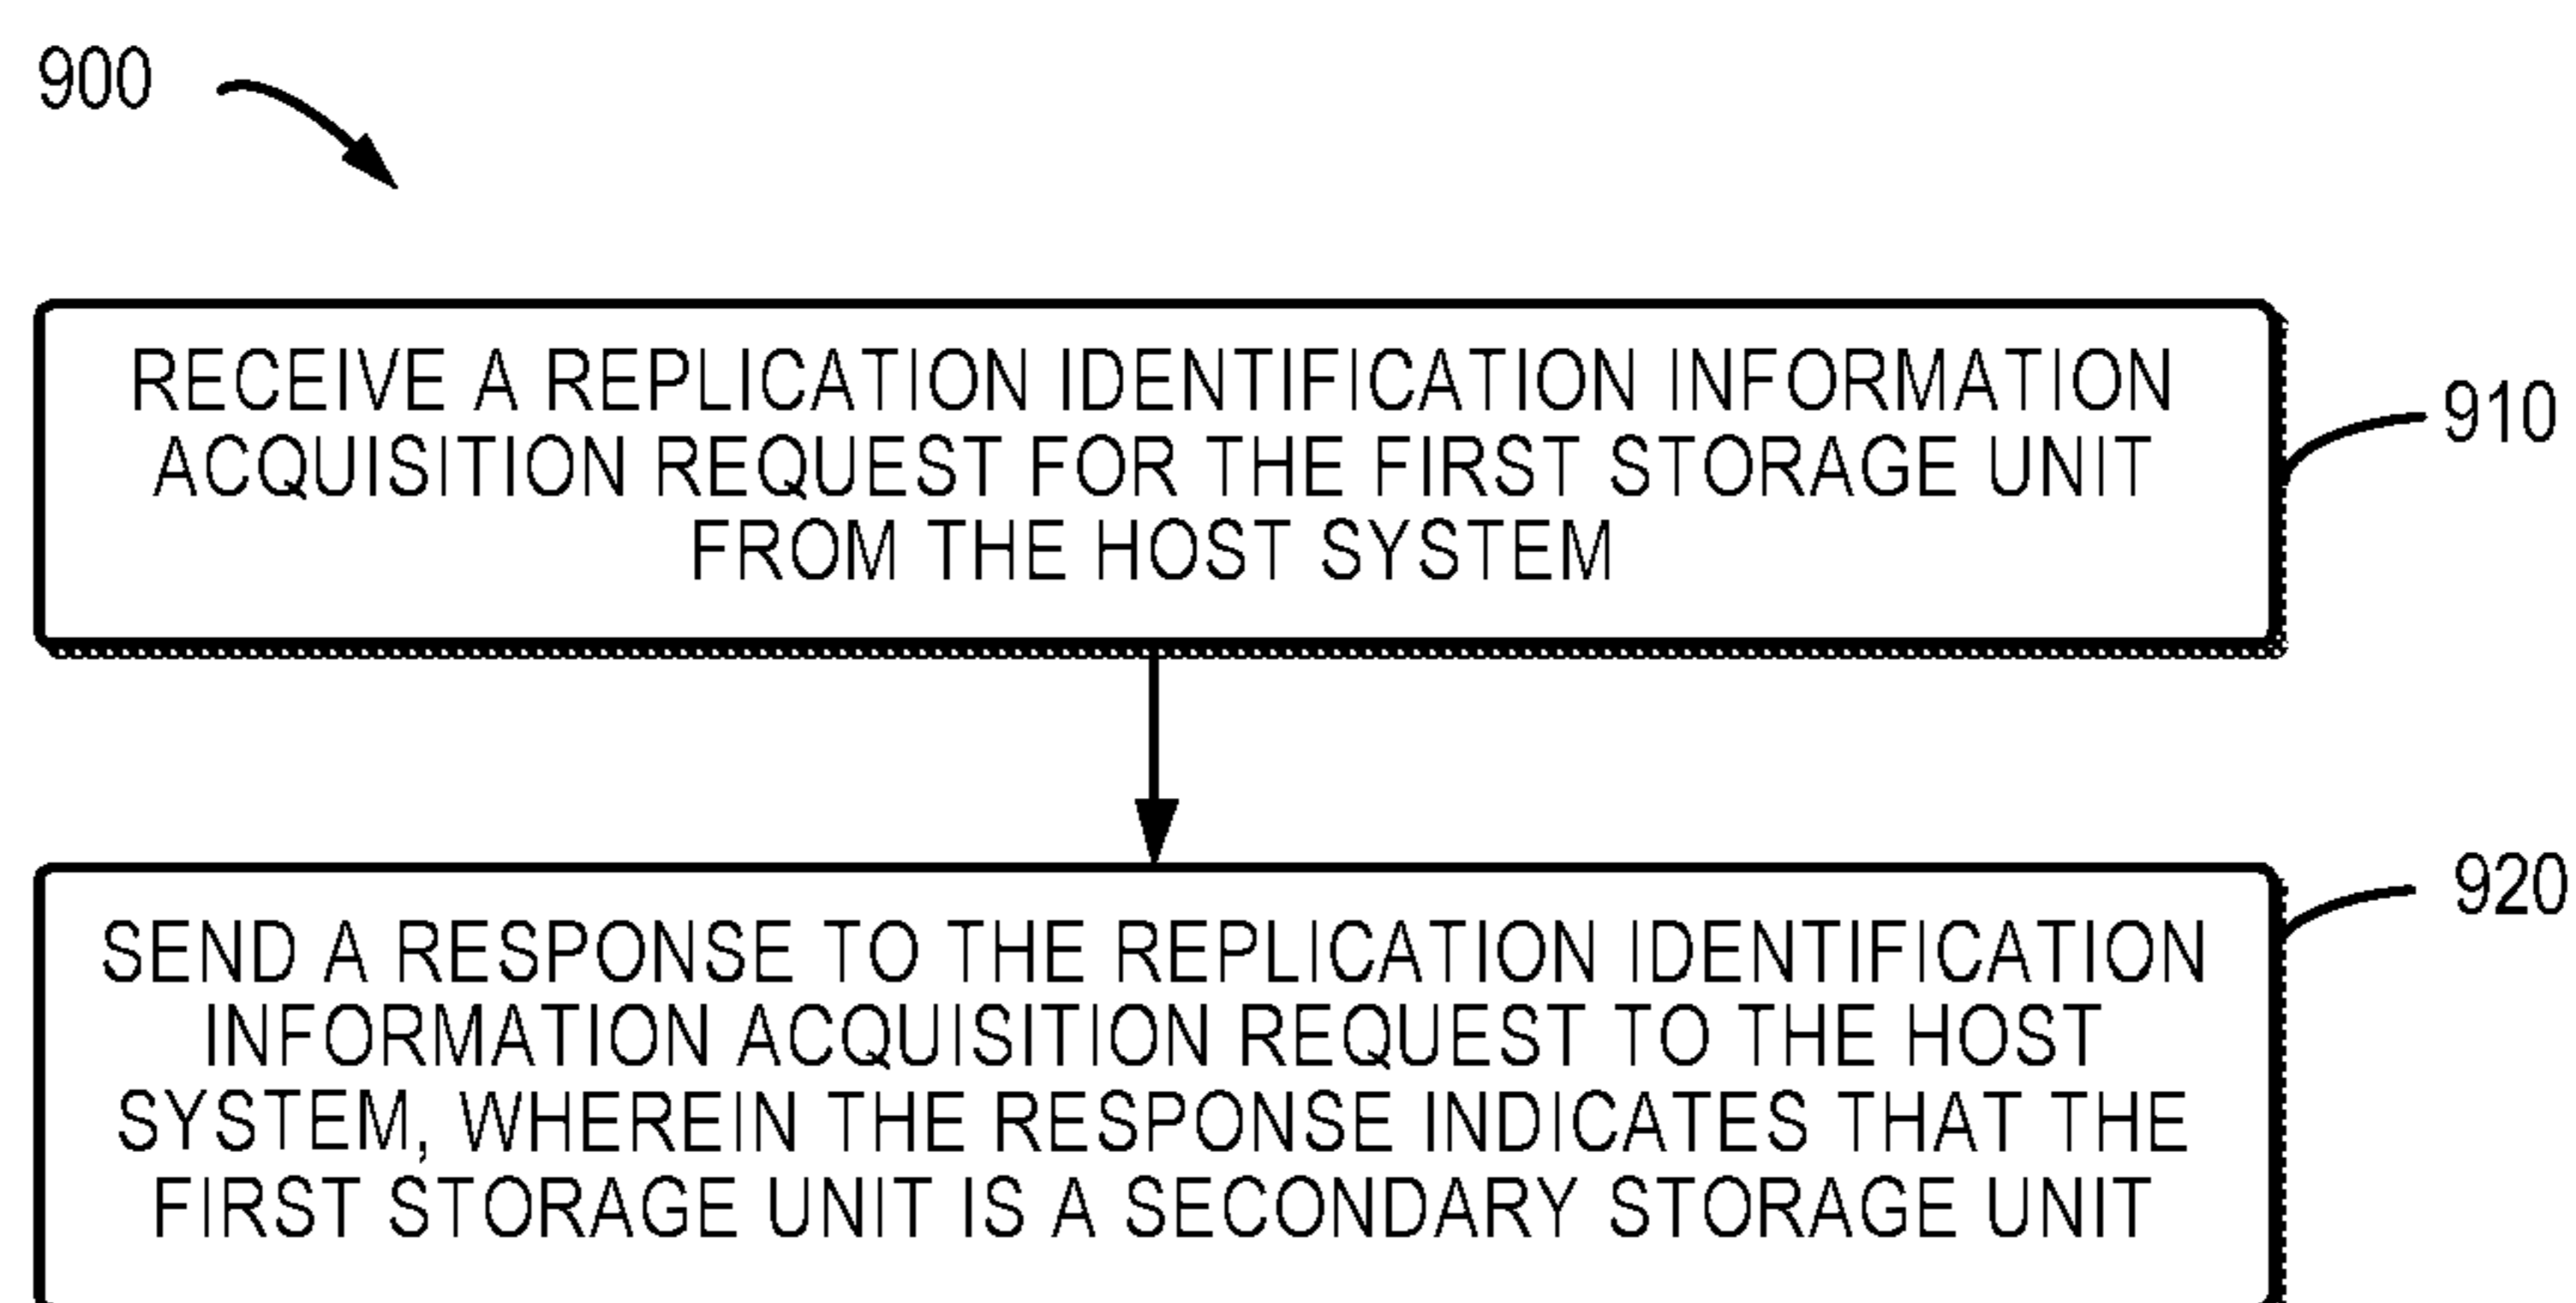 900
RECEIVE A REPLICATION IDENTIFICATION INFORMATION
ACQUISITION REQUEST FOR THE FIRST STORAGE UNIT
FROM THE HOST SYSTEM
910
SEND A RESPONSE TO THE REPLICATION IDENTIFICATION
INFORMATION ACQUISITION REQUEST TO THE HOST
SYSTEM, WHEREIN THE RESPONSE INDICATES THAT THE
FIRST STORAGE UNIT IS A SECONDARY STORAGE UNIT
920